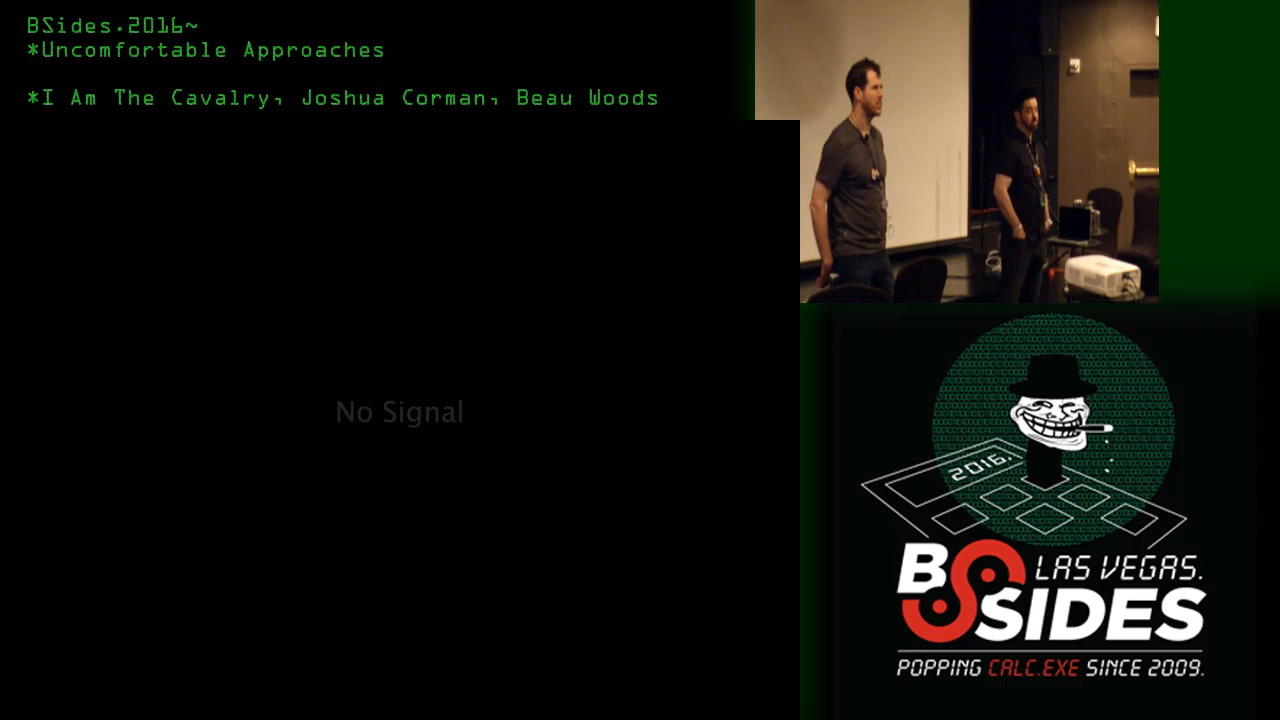 BSides.2016~
*Uncomfortable Approaches
*I Am The Cavalry, Joshua Corman, Beau Woods
No Signal
2016.
BSIDES LAS VEGAS.
POPPING CALC.EXE SINCE 2009.